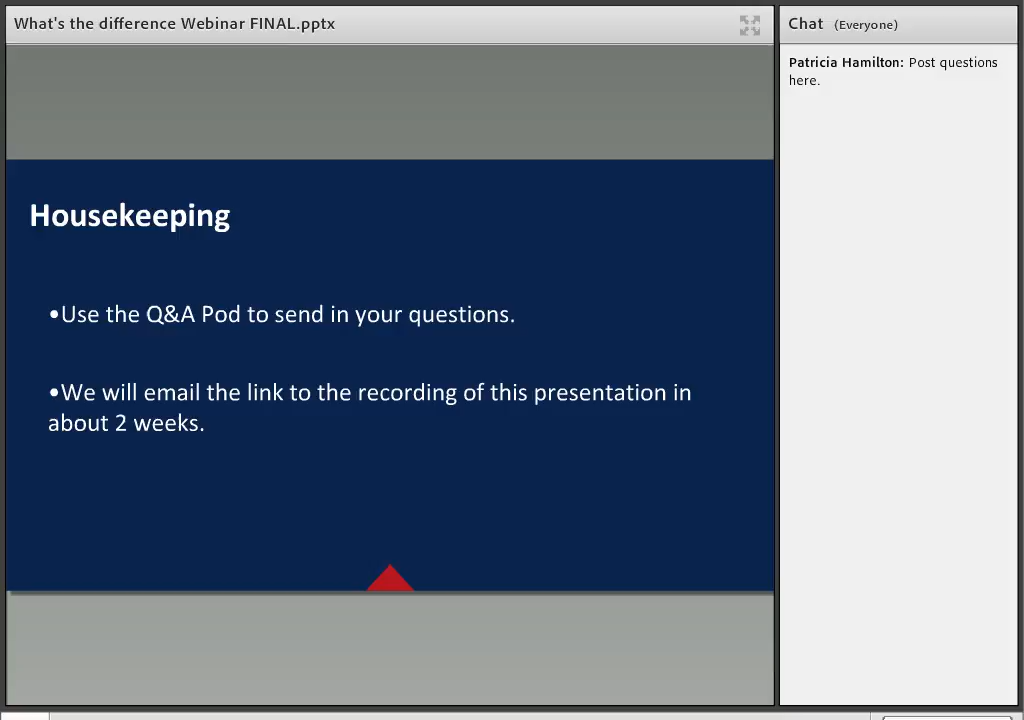 What's the difference Webinar FINAL.pptx
Housekeeping
•Use the Q&A Pod to send in your questions.
•We will email the link to the recording of this presentation in
about 2 weeks.
Chat (Everyone)
Patricia Hamilton: Post questions
here.